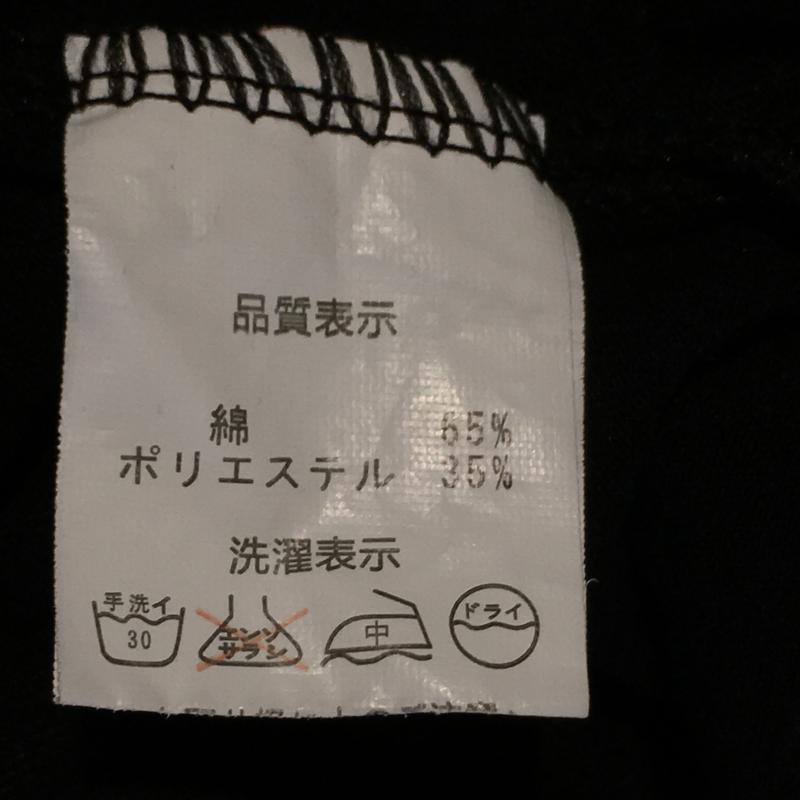 品質表示
綿 65%
ポリエステル 35%
洗濯表示
手洗イ 30 エンソサラシ 中 ドライ